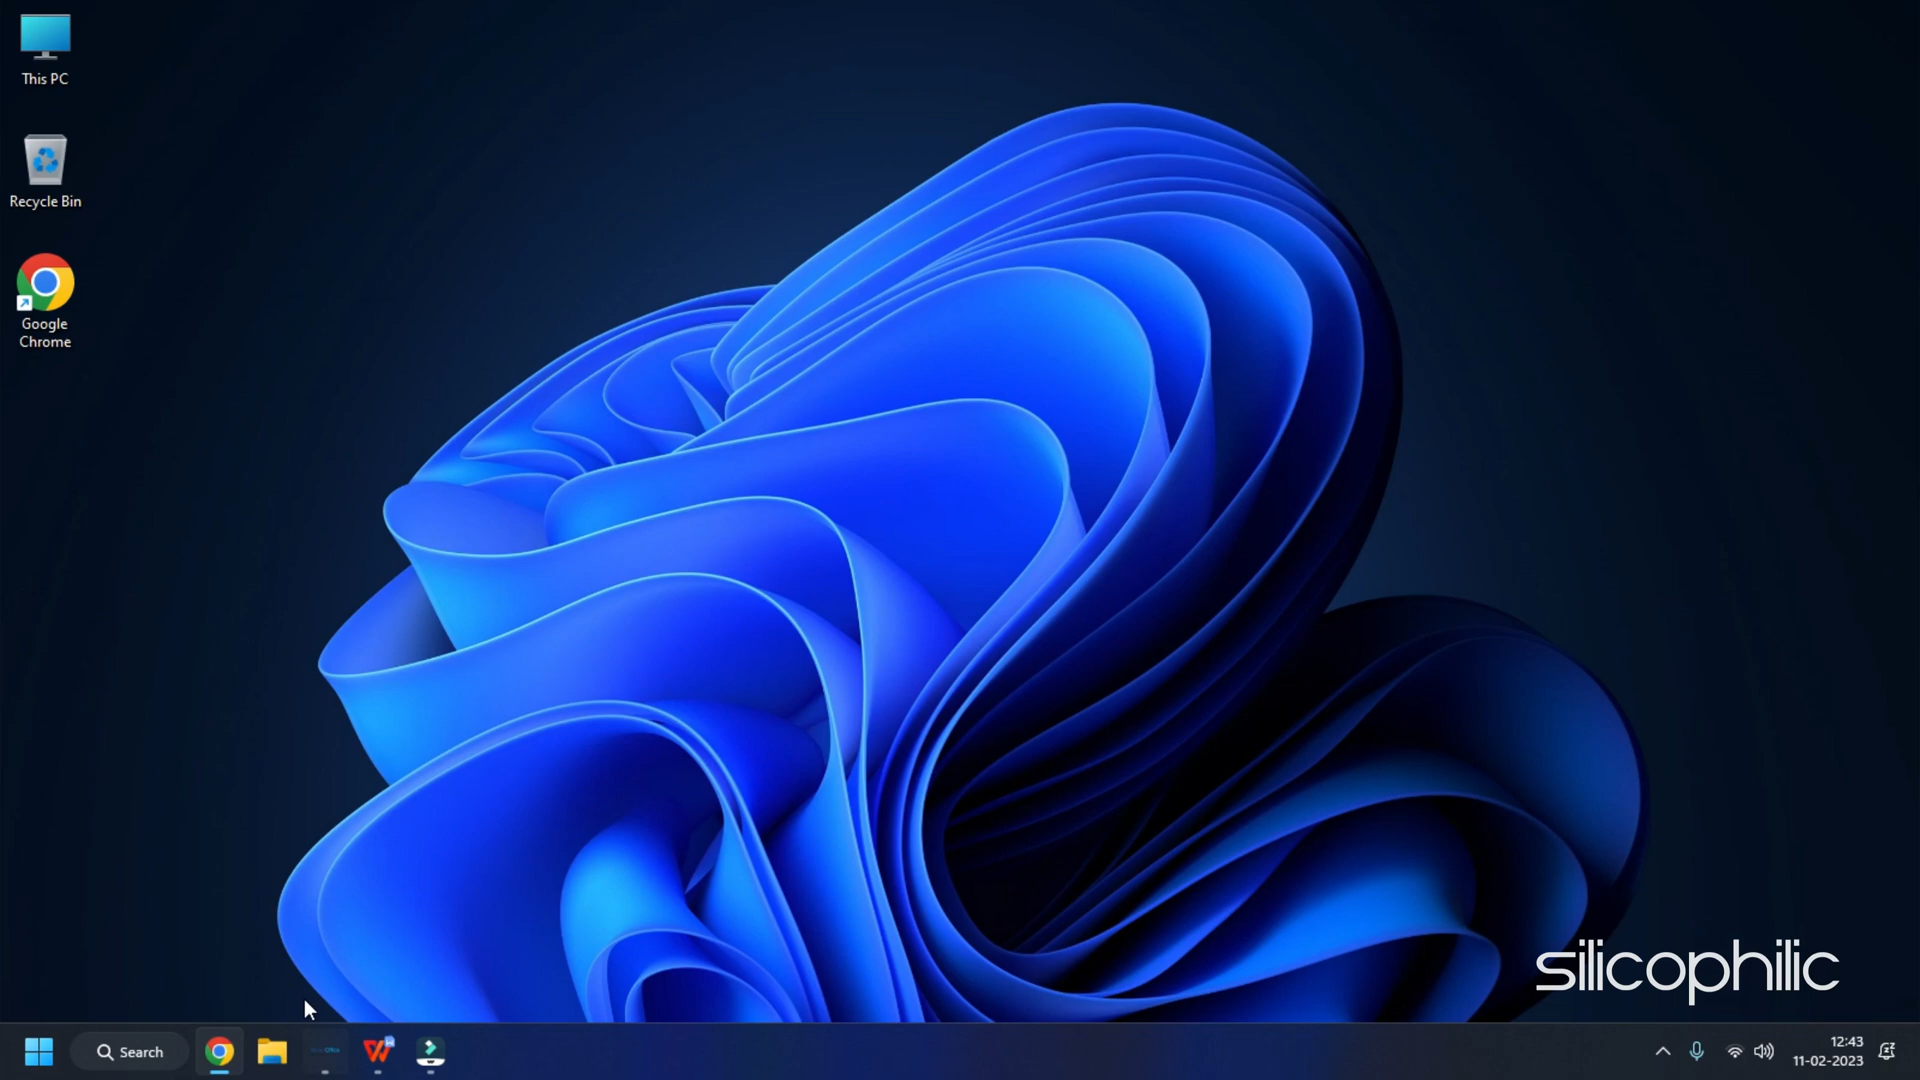 This PC
Recycle Bin
Google
Chrome
silicophilic
Search
12:43
11-02-2023